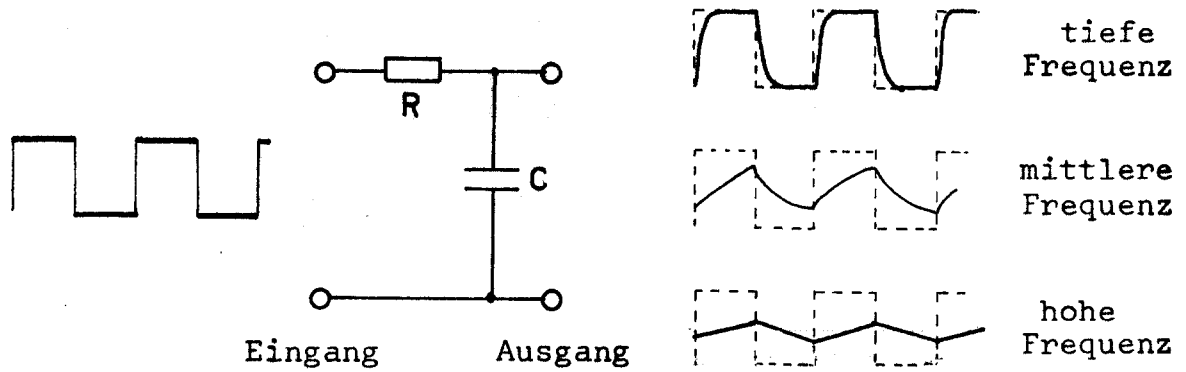 R
C
Eingang
Ausgang
tiefe
Frequenz
mittlere
Frequenz
hohe
Frequenz